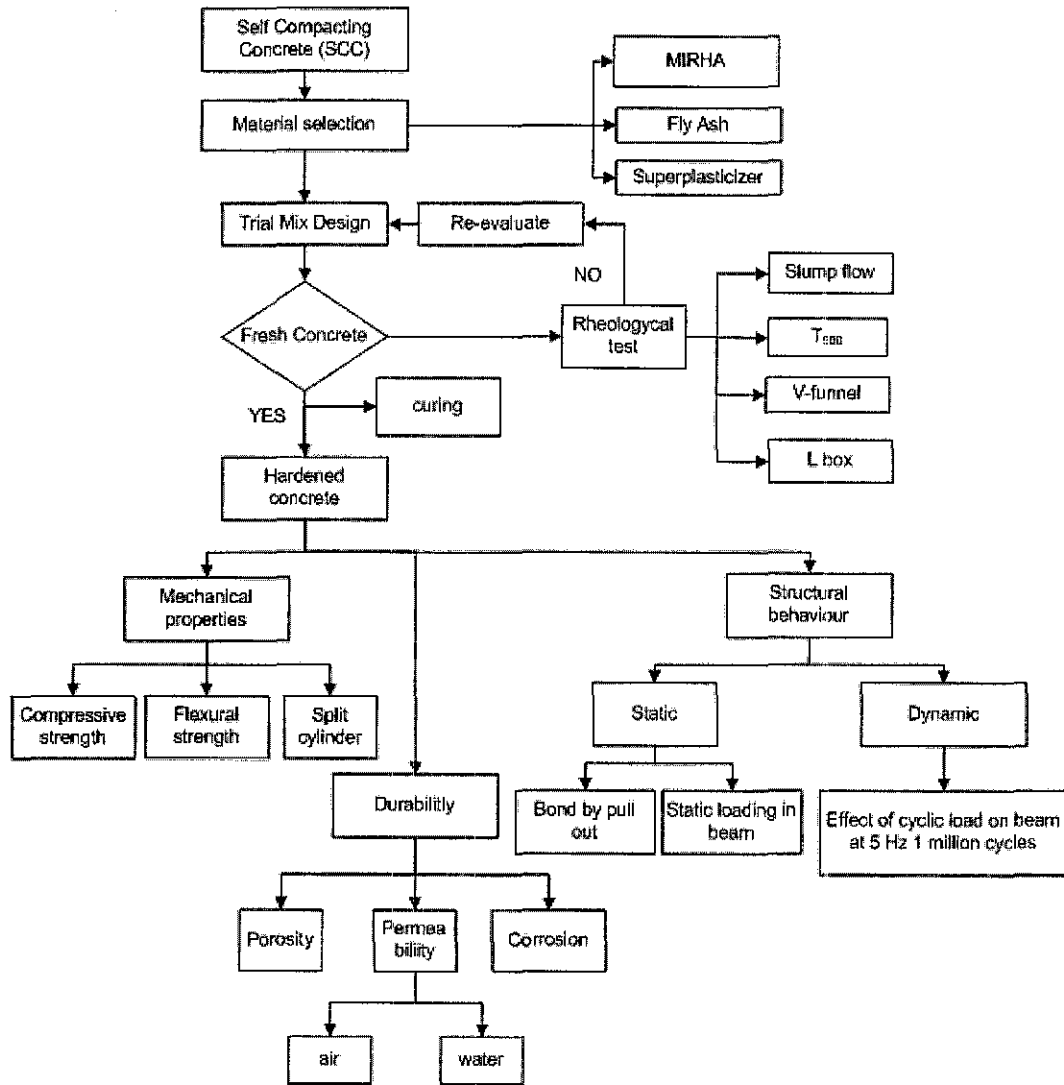 Self Compacting
Concrete (SCC)
MIRHA
Material selection
Fly Ash
Superplasticizer
Trial Mix Design
Re-evaluate
NO
Slump flow
Fresh Concrete
Rheologycal
test
T500
V-funnel
YES
curing
L box
Hardened
concrete
Mechanical
properties
Structural
behaviour
Compressive
strength
Flexural
strength
Split
cylinder
Static
Dynamic
Durabilitly
Bond by pull
out
Static loading in
beam
Effect of cyclic load on beam
at 5 Hz 1 million cycles
Porosity
Permea
biliity
Corrosion
air
water